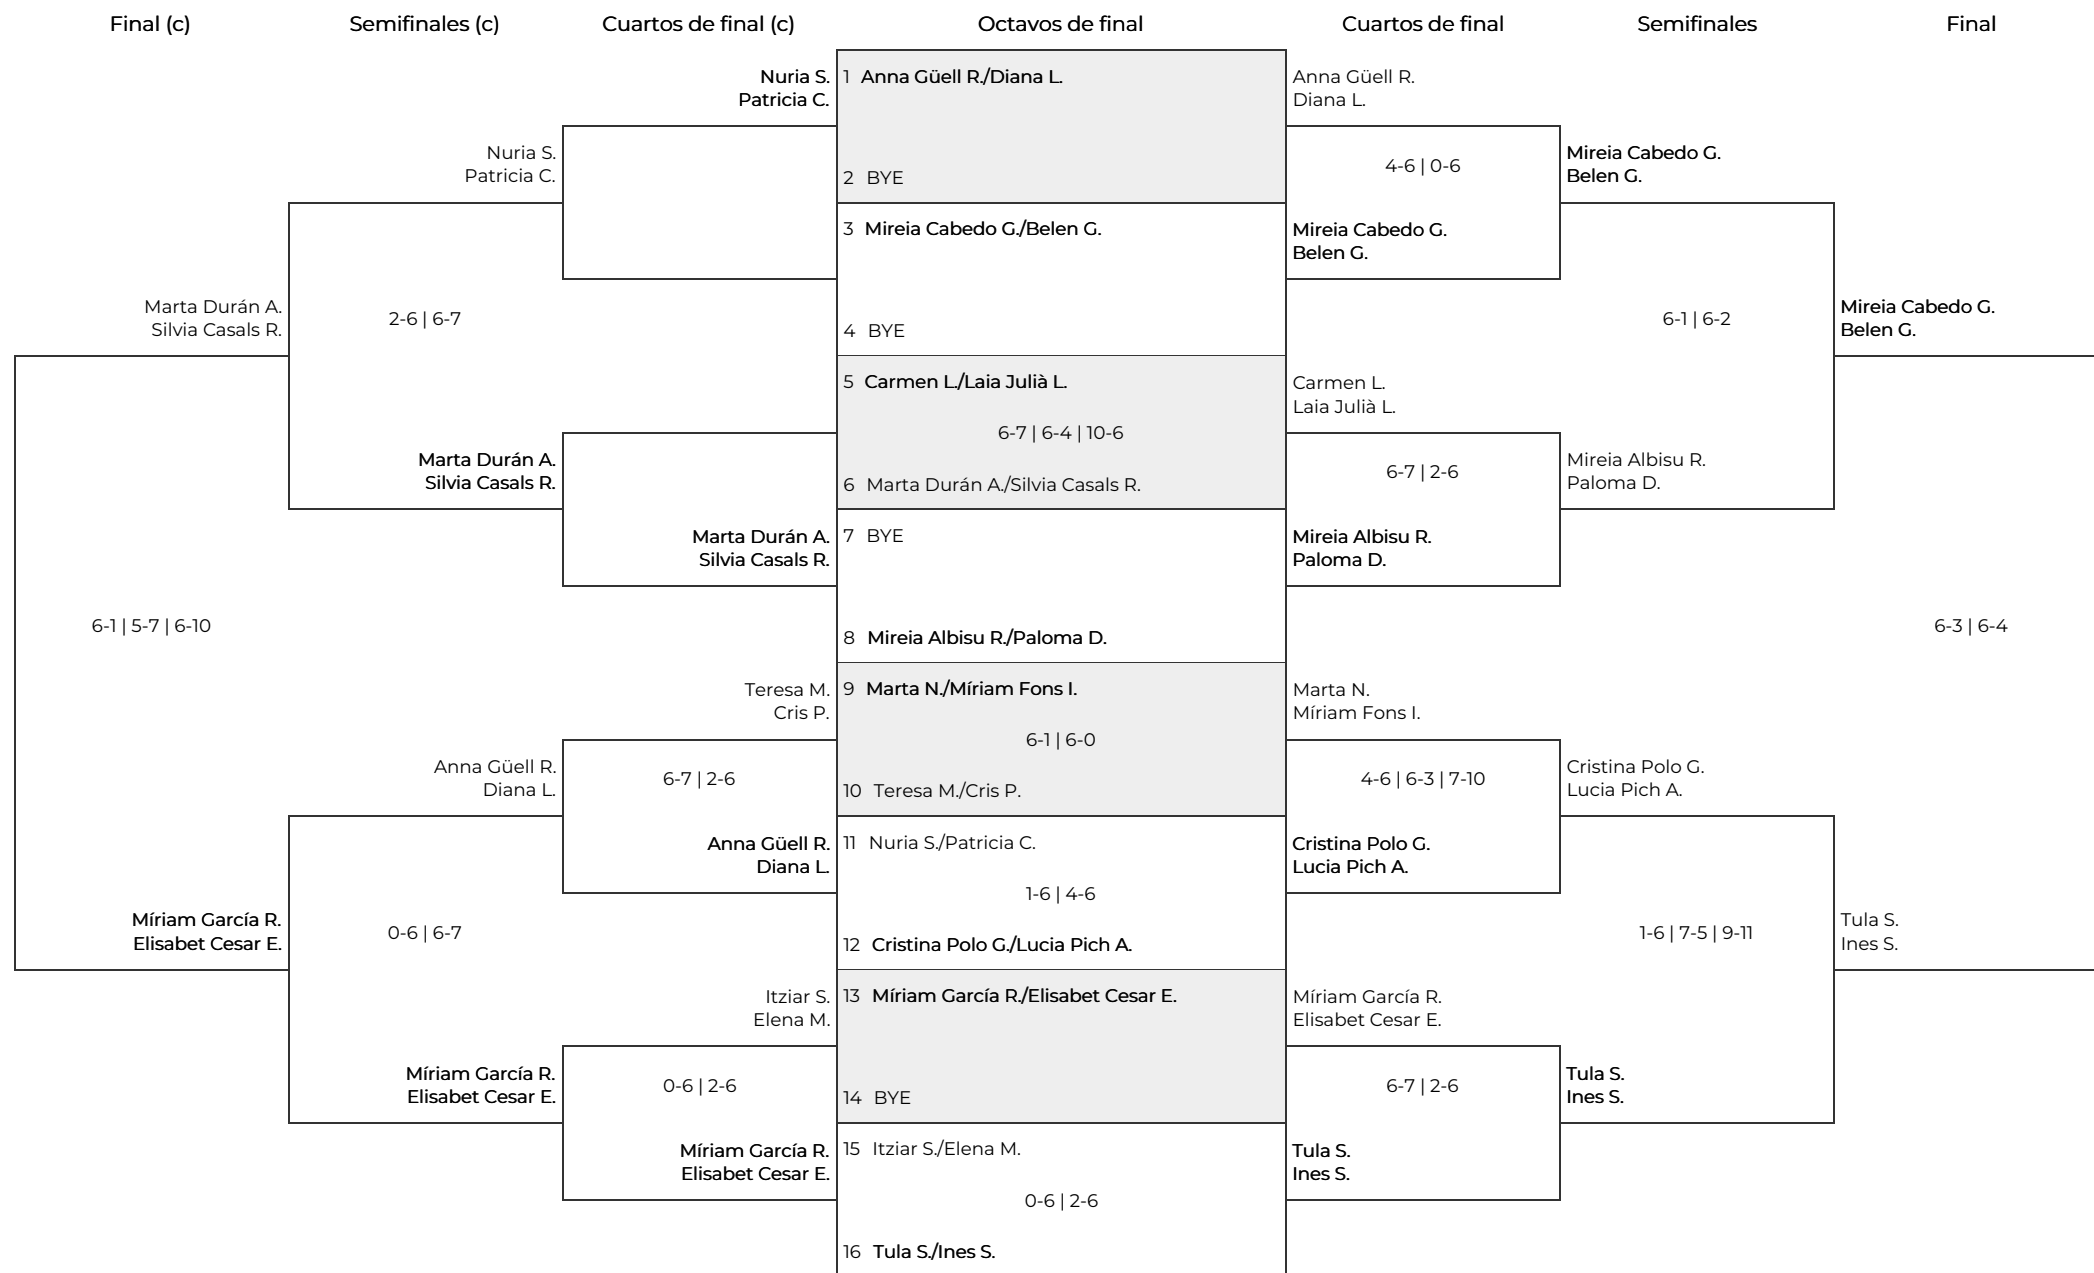 Final (c)
Semifinales (c)
Cuartos de final (c)
Octavos de final
Cuartos de final
Semifinales
Final
Marta Durán A.
Silvia Casals R.
6-1 | 5-7 | 6-10
Míriam García R.
Elisabet Cesar E.
Nuria S.
Patricia C.
2-6 | 6-7
Marta Durán A.
Silvia Casals R.
Anna Güell R.
Diana L.
0-6 | 6-7
Míriam García R.
Elisabet Cesar E.
Nuria S.
Patricia C.
Marta Durán A.
Silvia Casals R.
Teresa M.
Cris P.
6-7 | 2-6
Anna Güell R.
Diana L.
Itziar S.
Elena M.
0-6 | 2-6
Míriam García R.
Elisabet Cesar E.
1 Anna Güell R./Diana L.
2 BYE
3 Mireia Cabedo G./Belen G.
4 BYE
5 Carmen L./Laia Julià L.
6-7 | 6-4 | 10-6
6 Marta Durán A./Silvia Casals R.
7 BYE
8 Mireia Albisu R./Paloma D.
9 Marta N./Míriam Fons I.
6-1 | 6-0
10 Teresa M./Cris P.
11 Nuria S./Patricia C.
1-6 | 4-6
12 Cristina Polo G./Lucia Pich A.
13 Míriam García R./Elisabet Cesar E.
14 BYE
15 Itziar S./Elena M.
0-6 | 2-6
16 Tula S./Ines S.
Anna Güell R.
Diana L.
4-6 | 0-6
Mireia Cabedo G.
Belen G.
Carmen L.
Laia Julià L.
6-7 | 2-6
Mireia Albisu R.
Paloma D.
Marta N.
Míriam Fons I.
4-6 | 6-3 | 7-10
Cristina Polo G.
Lucia Pich A.
Míriam García R.
Elisabet Cesar E.
6-7 | 2-6
Tula S.
Ines S.
Mireia Cabedo G.
Belen G.
6-1 | 6-2
Mireia Albisu R.
Paloma D.
Cristina Polo G.
Lucia Pich A.
1-6 | 7-5 | 9-11
Tula S.
Ines S.
Mireia Cabedo G.
Belen G.
6-3 | 6-4
Tula S.
Ines S.